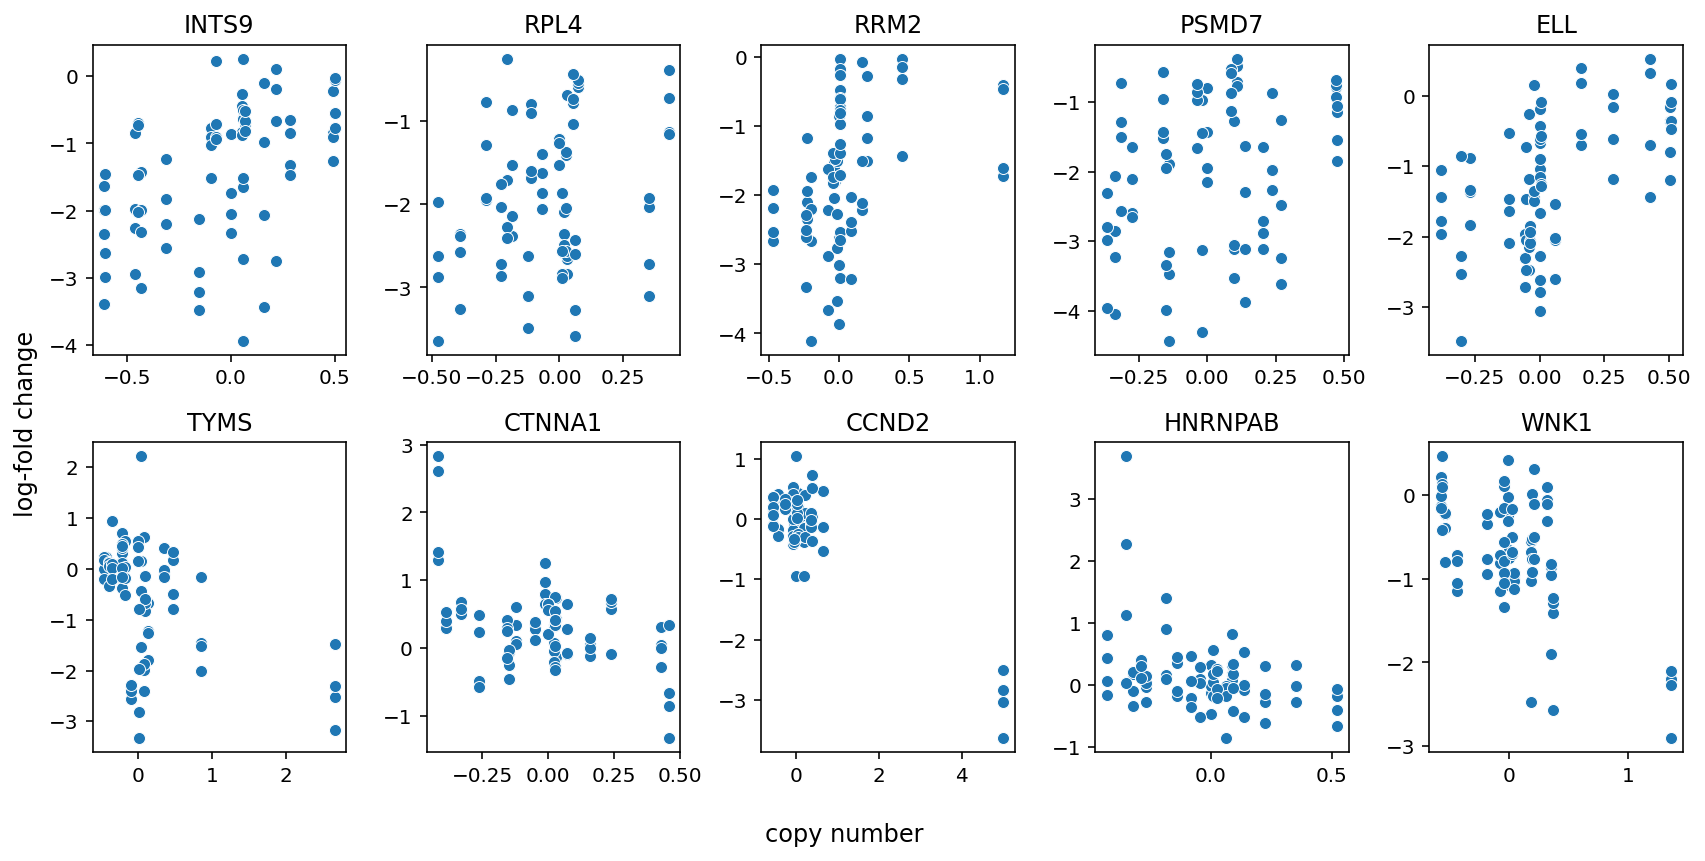 INTS9 RPL4 RRM2 PSMD7 ELL
0 −1 −2 −3 −4
−1 −2 −3
0 −1 −2 −3 −4
−1 −2 −3 −4
0 −1 −2 −3
−0.5 0.0 0.5
−0.50 −0.25 0.00 0.25
−0.5 0.0 0.5 1.0
−0.25 0.00 0.25 0.50
−0.25 0.00 0.25 0.50
log-fold change
TYMS CTNNA1 CCND2 HNRNPAB WNK1
2 1 0 −1 −2 −3
3 2 1 0 −1
1 0 −1 −2 −3
3 2 1 0 −1
0 −1 −2 −3
0 1 2
−0.25 0.00 0.25 0.50
0 2 4
0.0 0.5
0 1
copy number